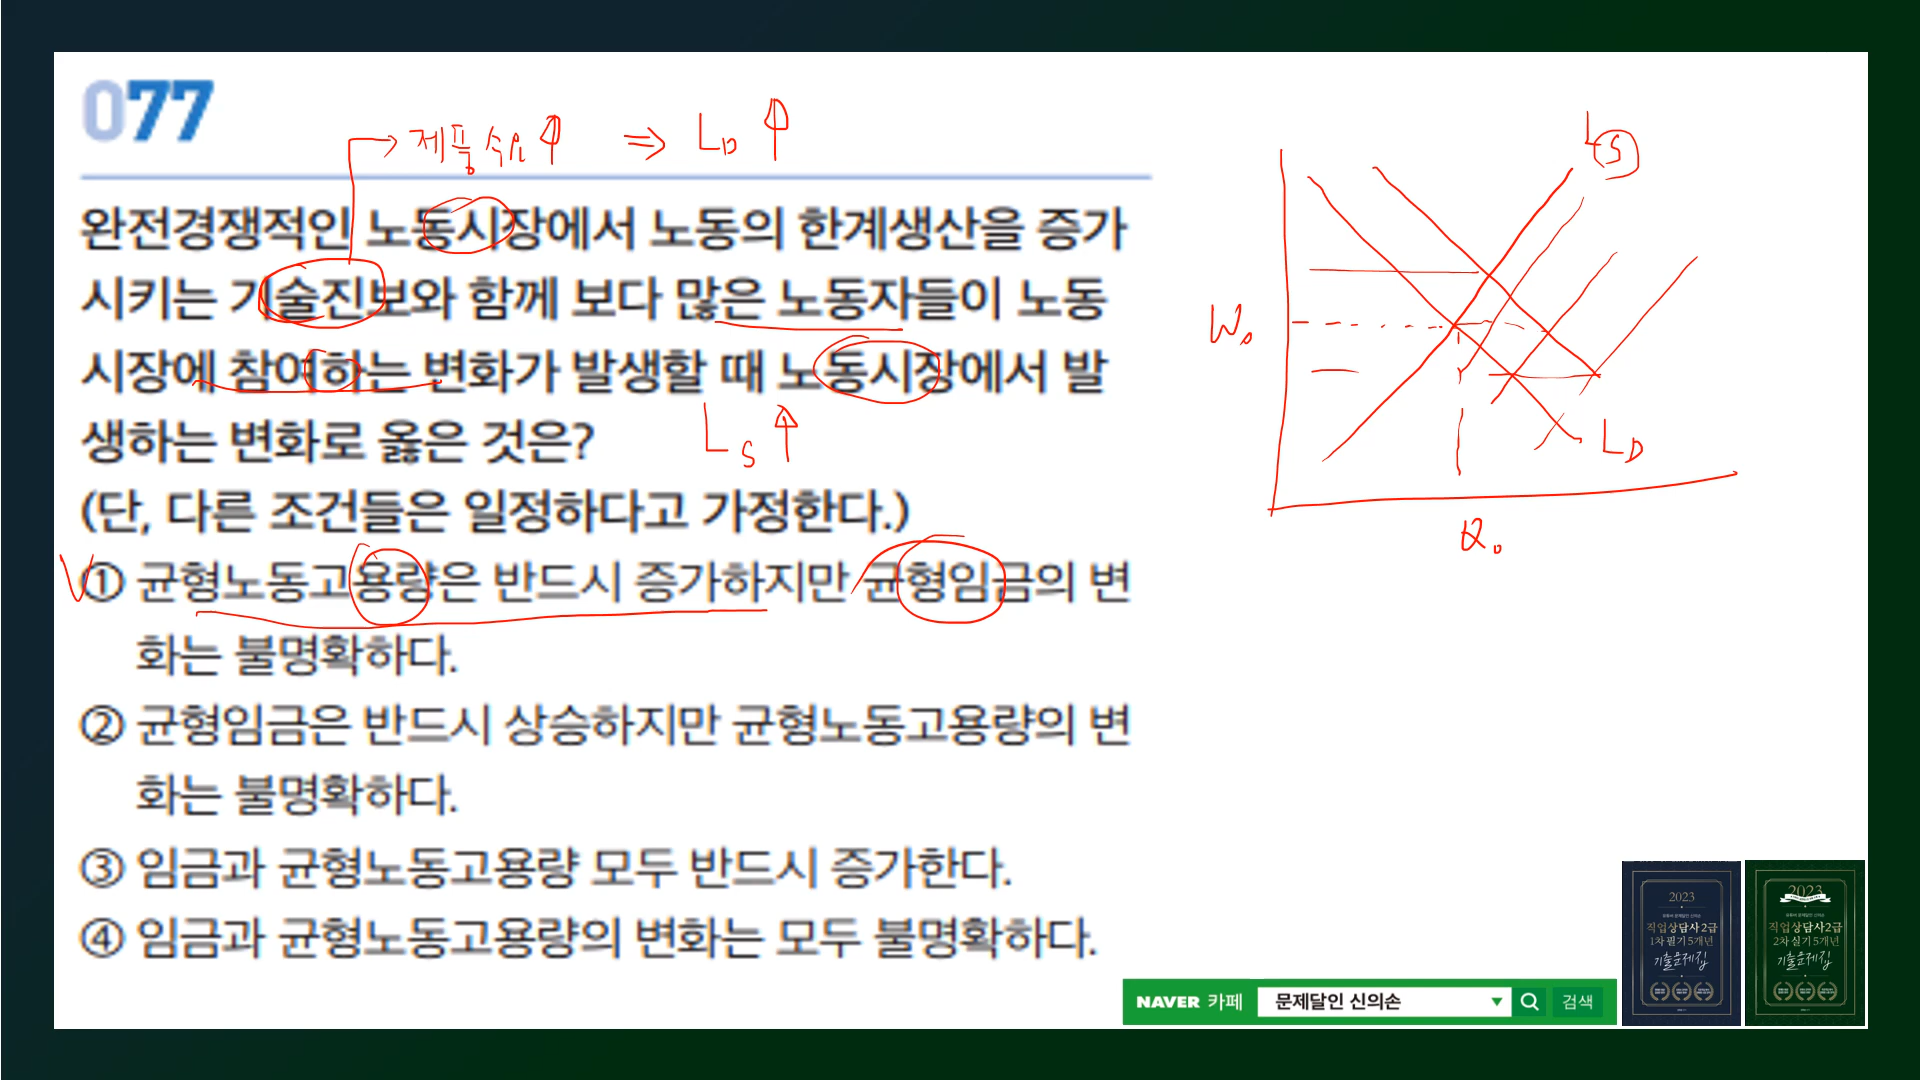 077
→ 제품수요↑ ⇒ L_D ↑
완전경쟁적인 노동시장에서 노동의 한계생산을 증가
시키는 기술진보와 함께 보다 많은 노동자들이 노동
시장에 참여하는 변화가 발생할 때 노동시장에서 발
생하는 변화로 옳은 것은?
L_S ↑
(단, 다른 조건들은 일정하다고 가정한다.)
V① 균형노동고용량은 반드시 증가하지만 균형임금의 변
화는 불명확하다.
② 균형임금은 반드시 상승하지만 균형노동고용량의 변
화는 불명확하다.
③ 임금과 균형노동고용량 모두 반드시 증가한다.
④ 임금과 균형노동고용량의 변화는 모두 불명확하다.
L_S
W₀
L_D
Q₀
NAVER 카페 문제달인 신의손 검색
2023
직업상담사 2급
1차 필기 5개년
기출문제집
2023
직업상담사 2급
2차 실기 5개년
기출문제집